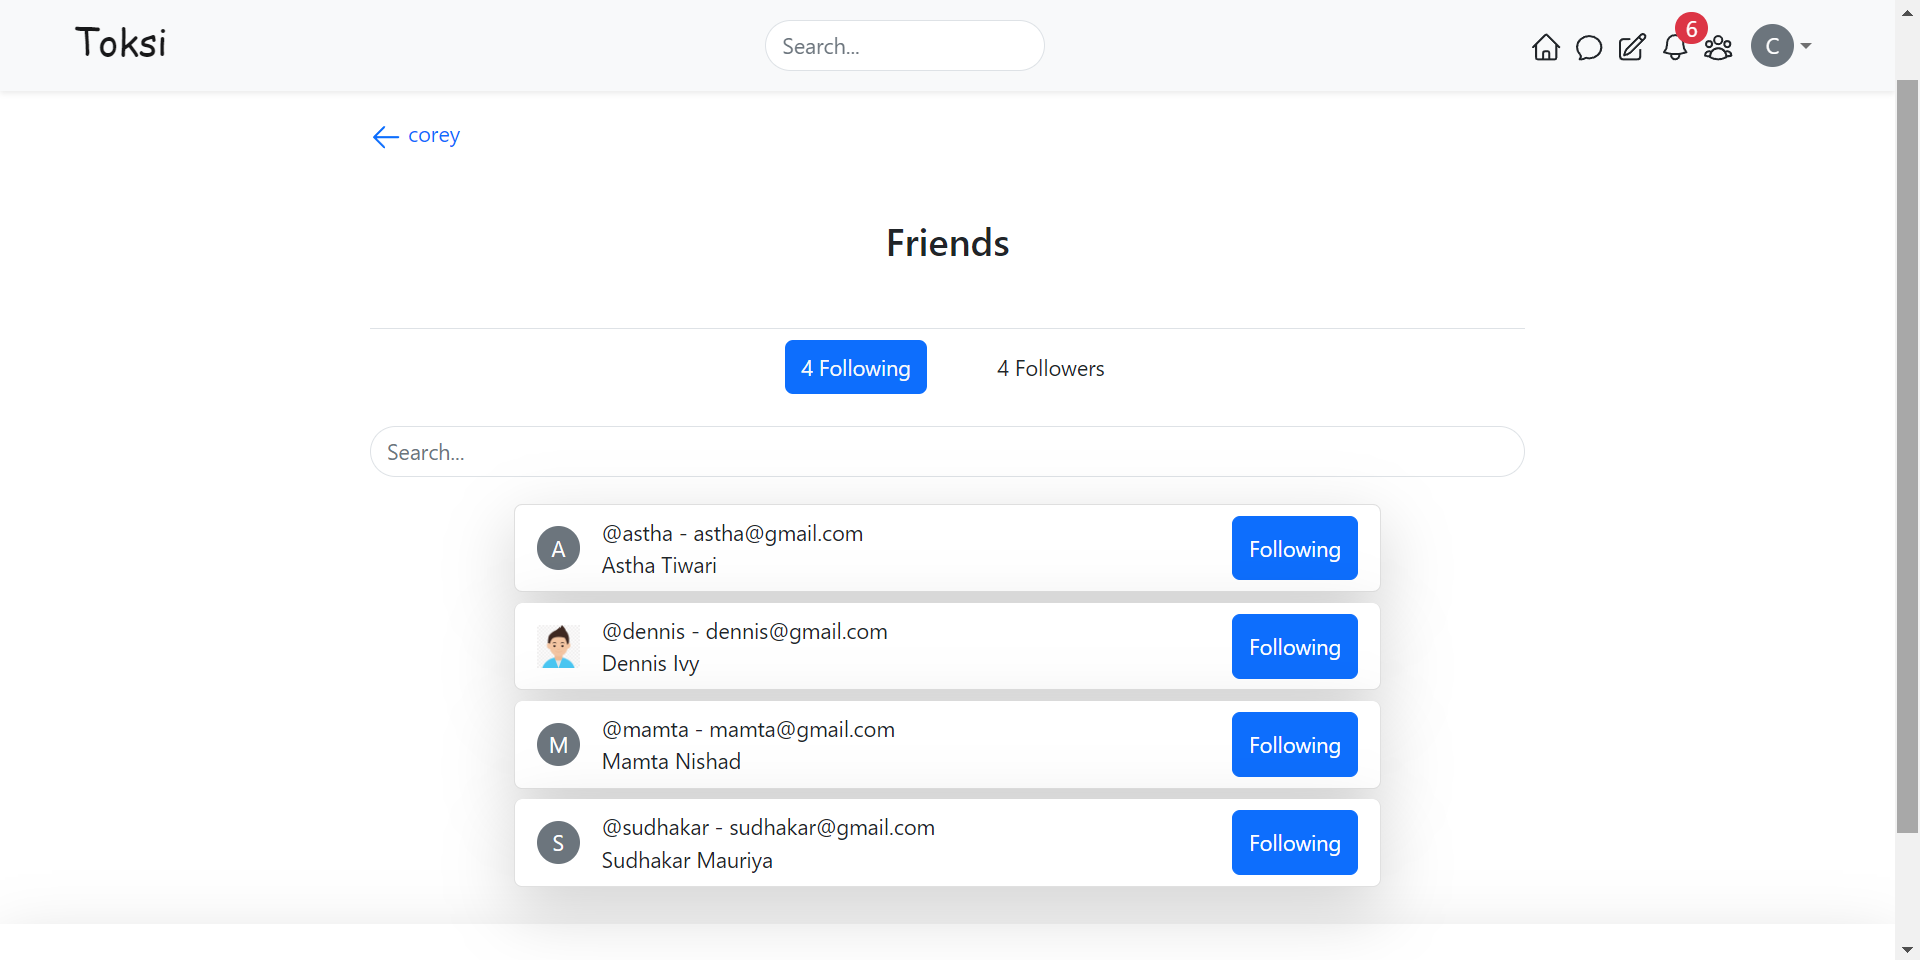 Toksi
Search...
6
C
corey
Friends
4 Following
4 Followers
Search...
A
@astha - astha@gmail.com
Astha Tiwari
Following
@dennis - dennis@gmail.com
Dennis Ivy
Following
M
@mamta - mamta@gmail.com
Mamta Nishad
Following
S
@sudhakar - sudhakar@gmail.com
Sudhakar Mauriya
Following